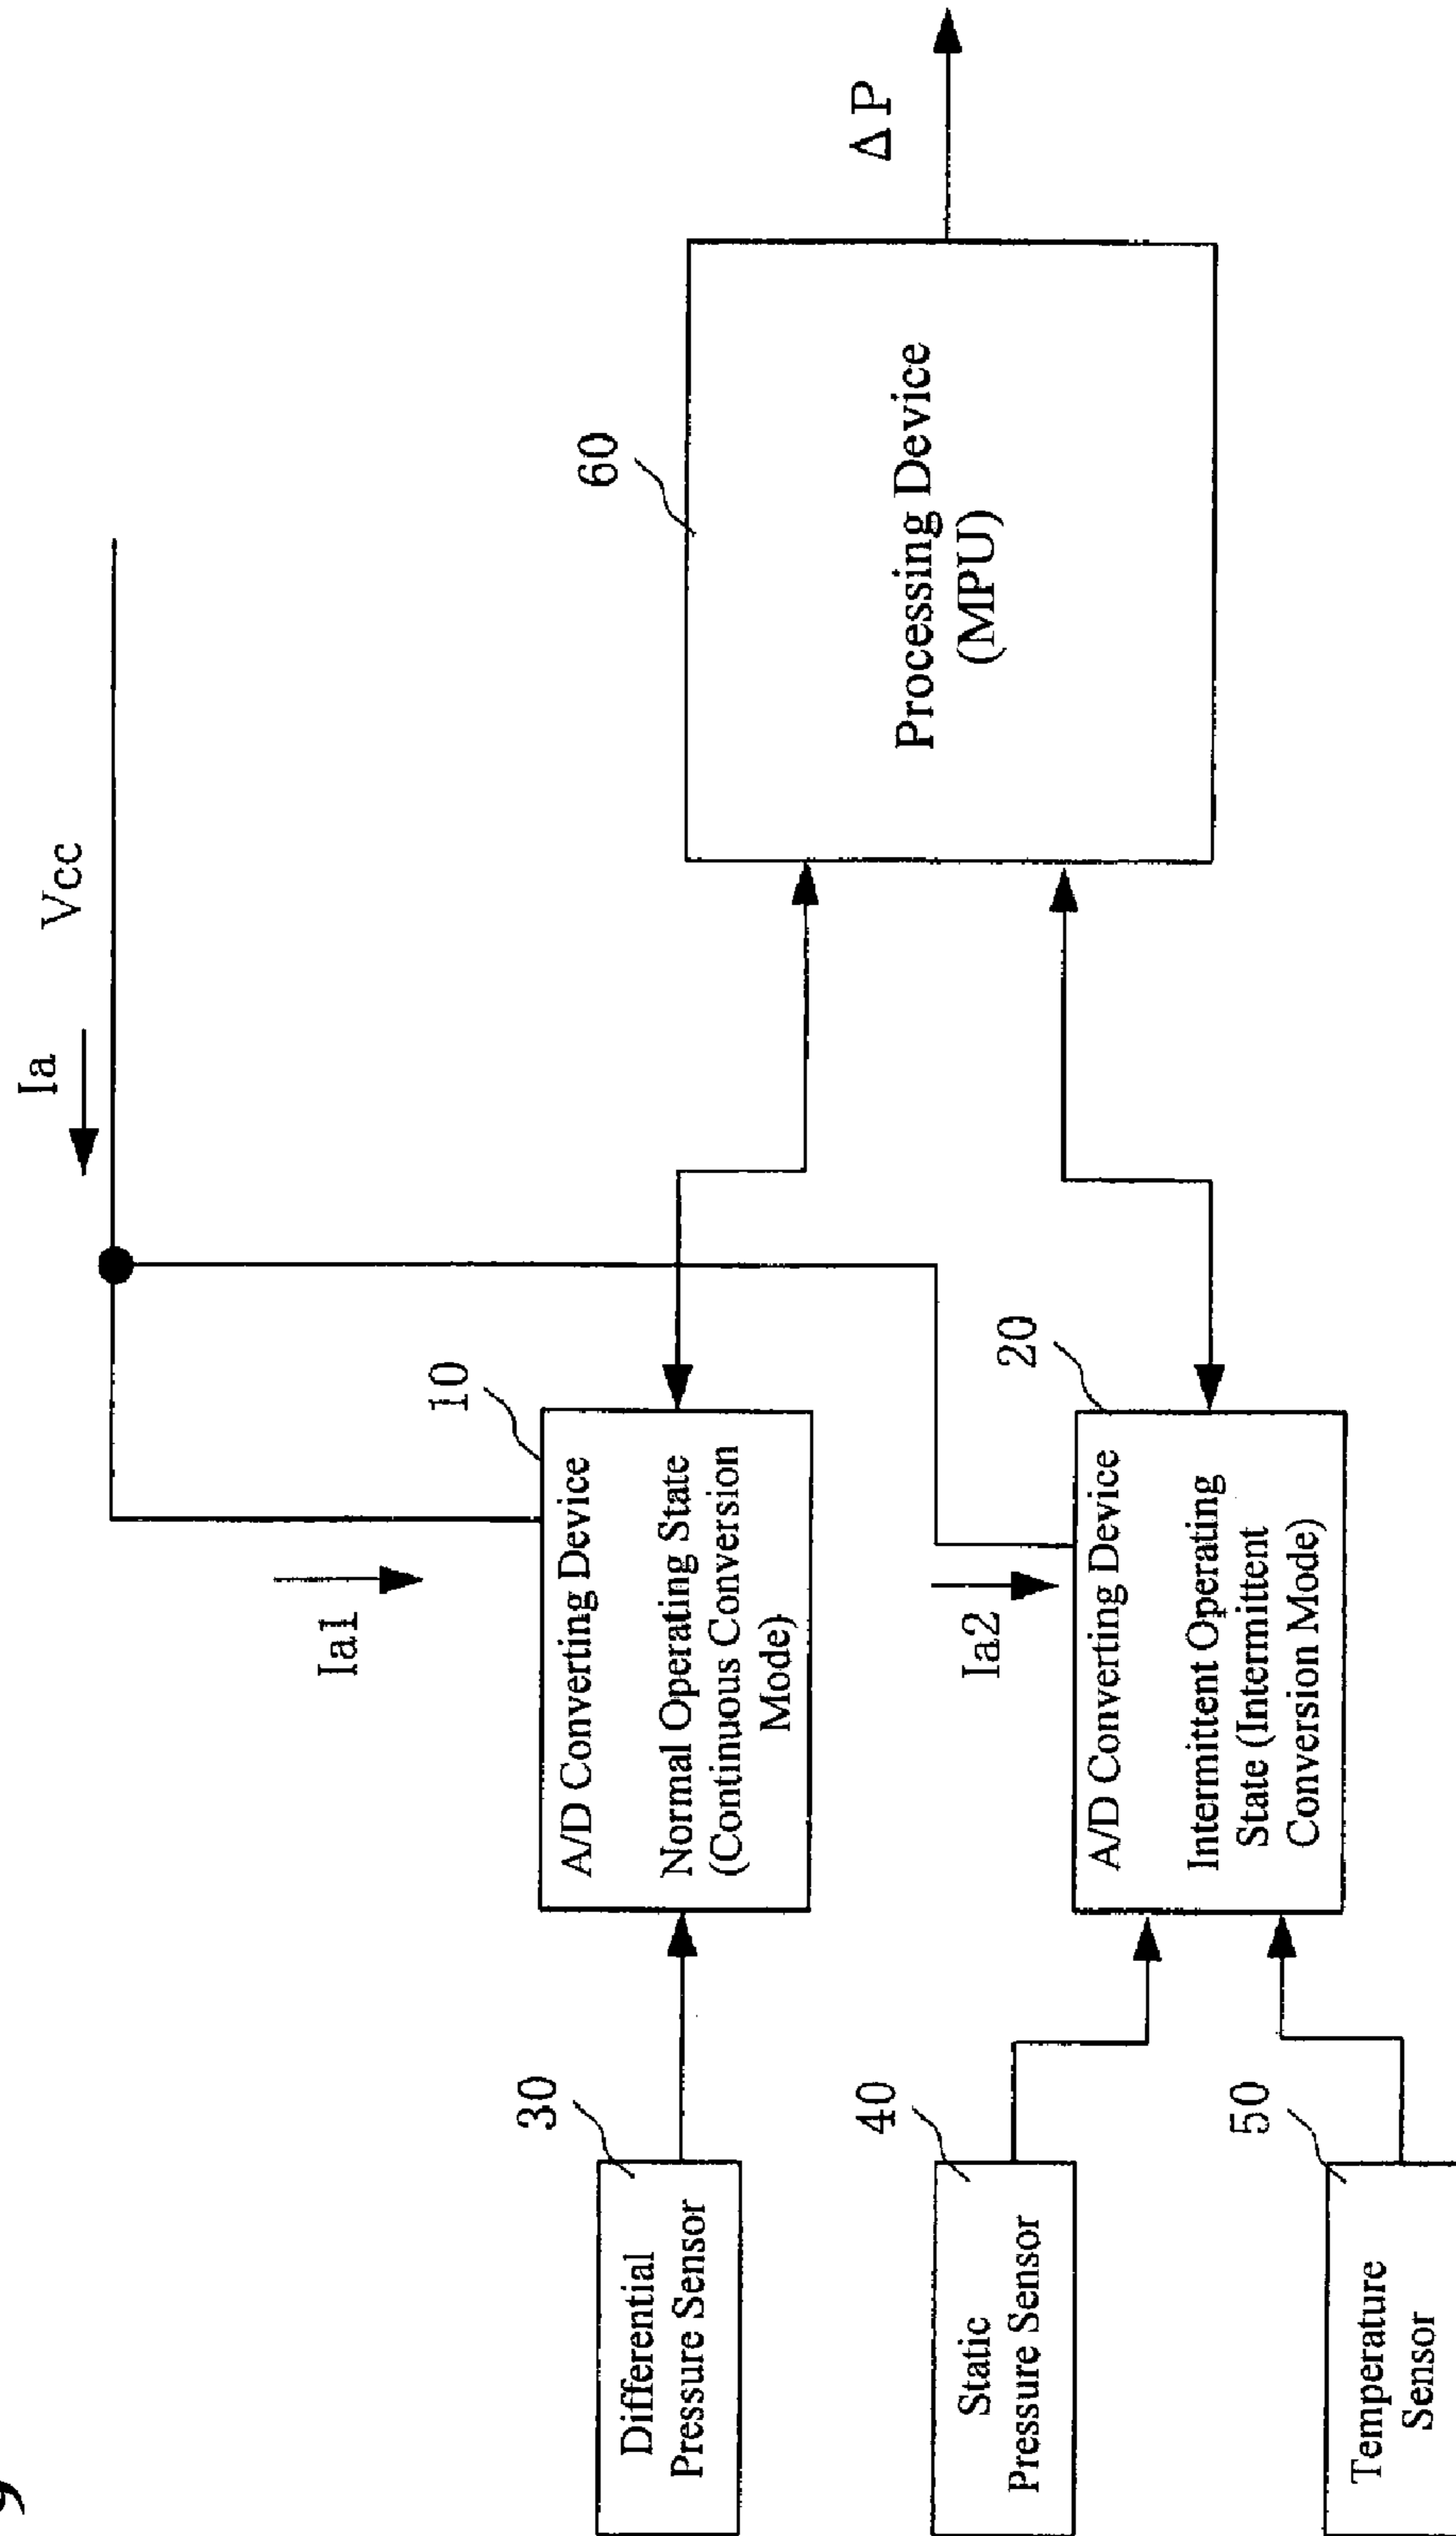 Ia
Vcc
Ia1
10
A/D Converting Device
Normal Operating State
(Continuous Conversion
Mode)
60
Processing Device
(MPU)
ΔP
Ia2
20
A/D Converting Device
Intermittent Operating
State (Intermittent
Conversion Mode)
30
Differential
Pressure Sensor
40
Static
Pressure Sensor
50
Temperature
Sensor